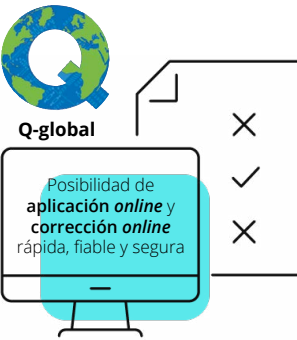 Q-global
Posibilidad de
aplicación online y
corrección online
rápida, fiable y segura